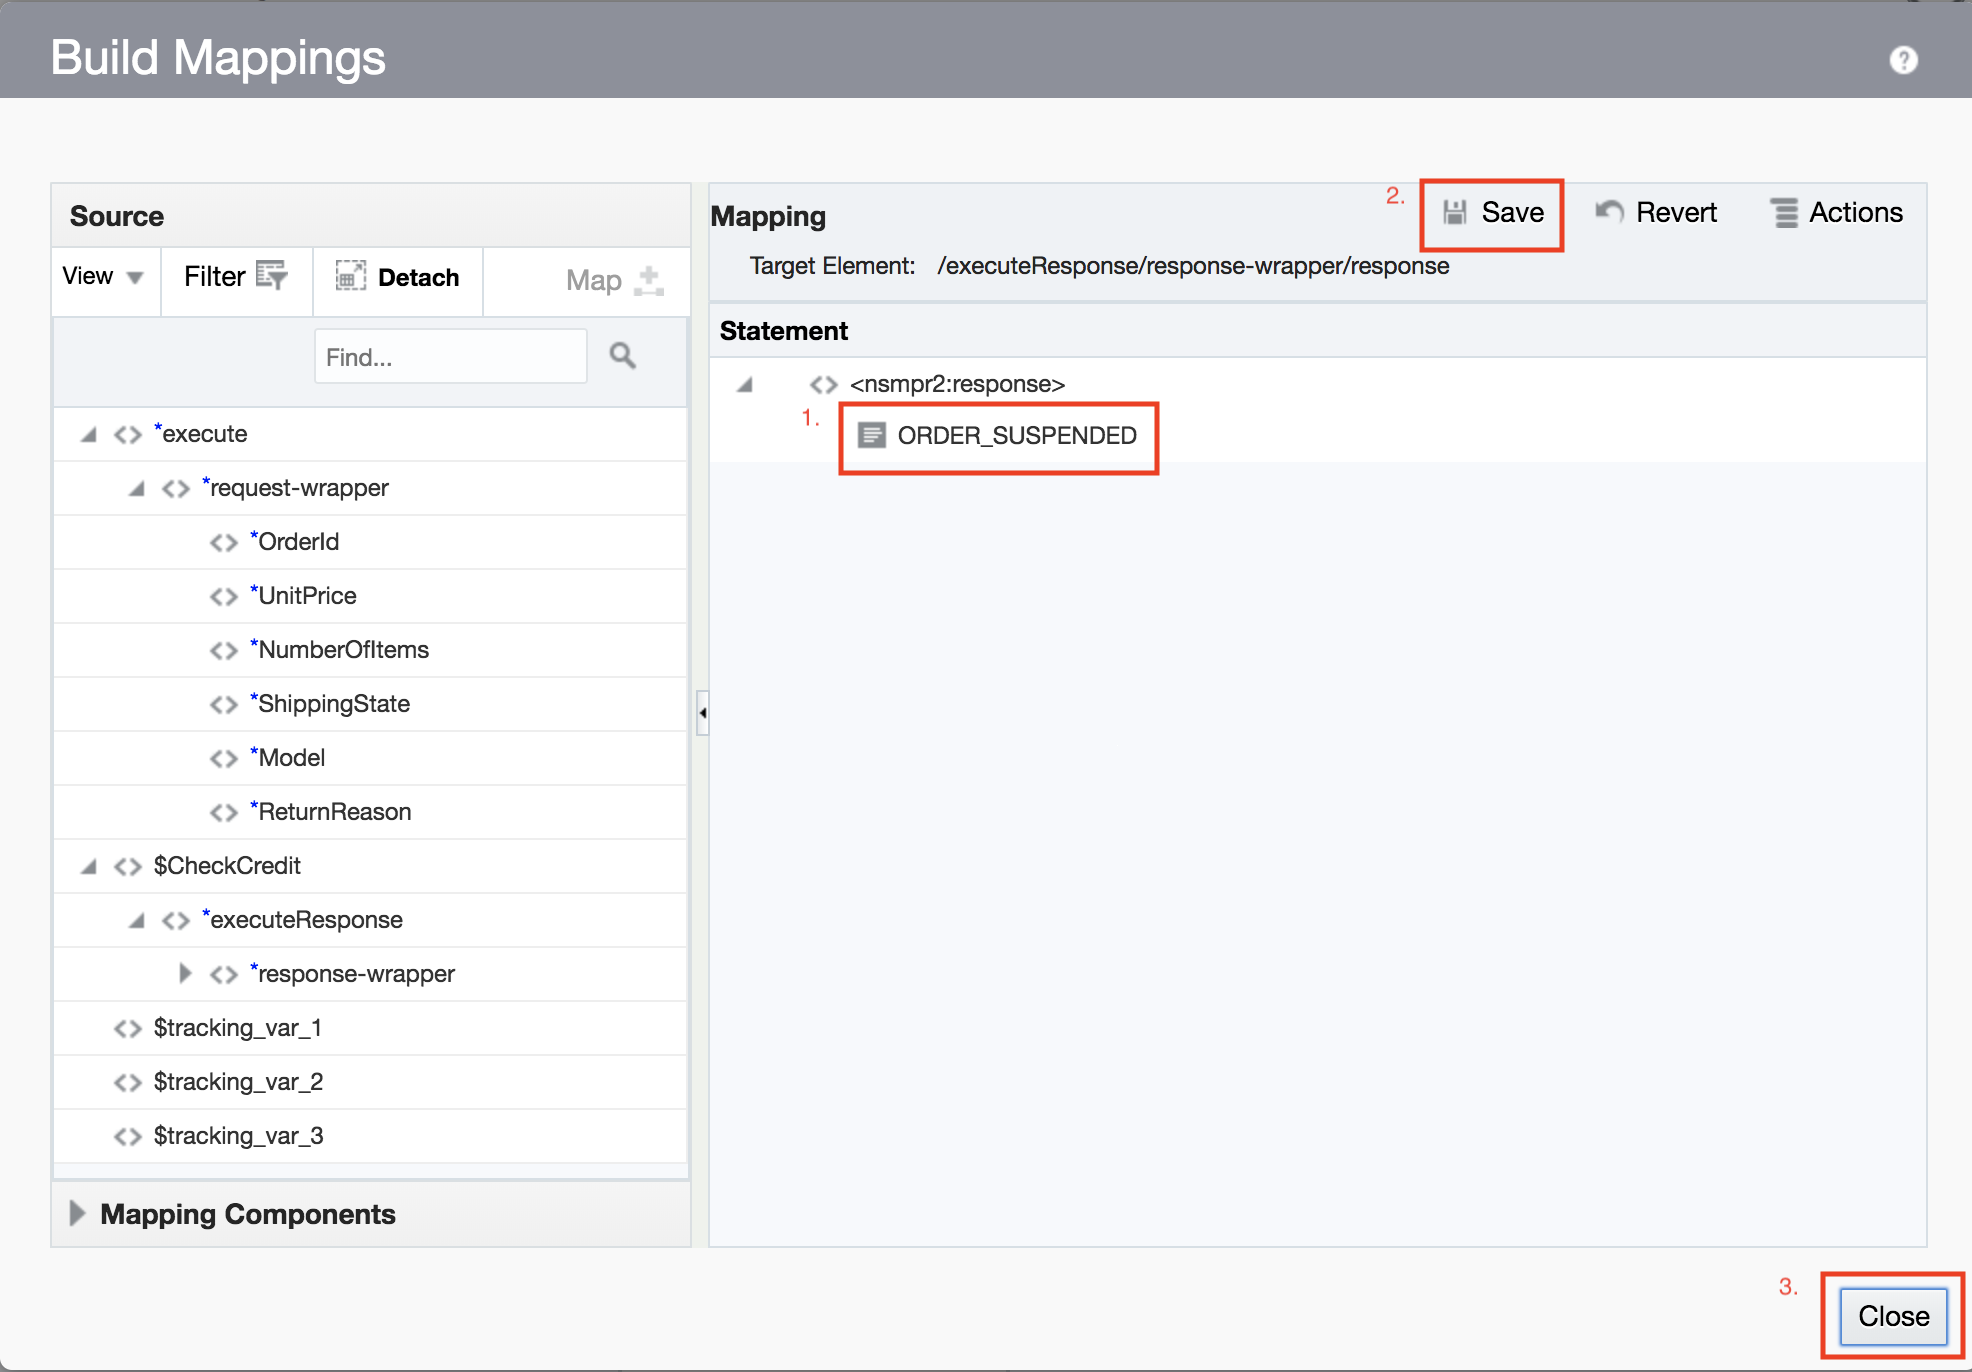 Build Mappings
?
Source
View
Filter
Detach
Map
Find...
*execute
*request-wrapper
*OrderId
*UnitPrice
*NumberOfItems
*ShippingState
*Model
*ReturnReason
$CheckCredit
*executeResponse
*response-wrapper
$tracking_var_1
$tracking_var_2
$tracking_var_3
Mapping Components
Mapping
2.
Save
Revert
Actions
Target Element: /executeResponse/response-wrapper/response
Statement
<nsmpr2:response>
1.
ORDER_SUSPENDED
3.
Close